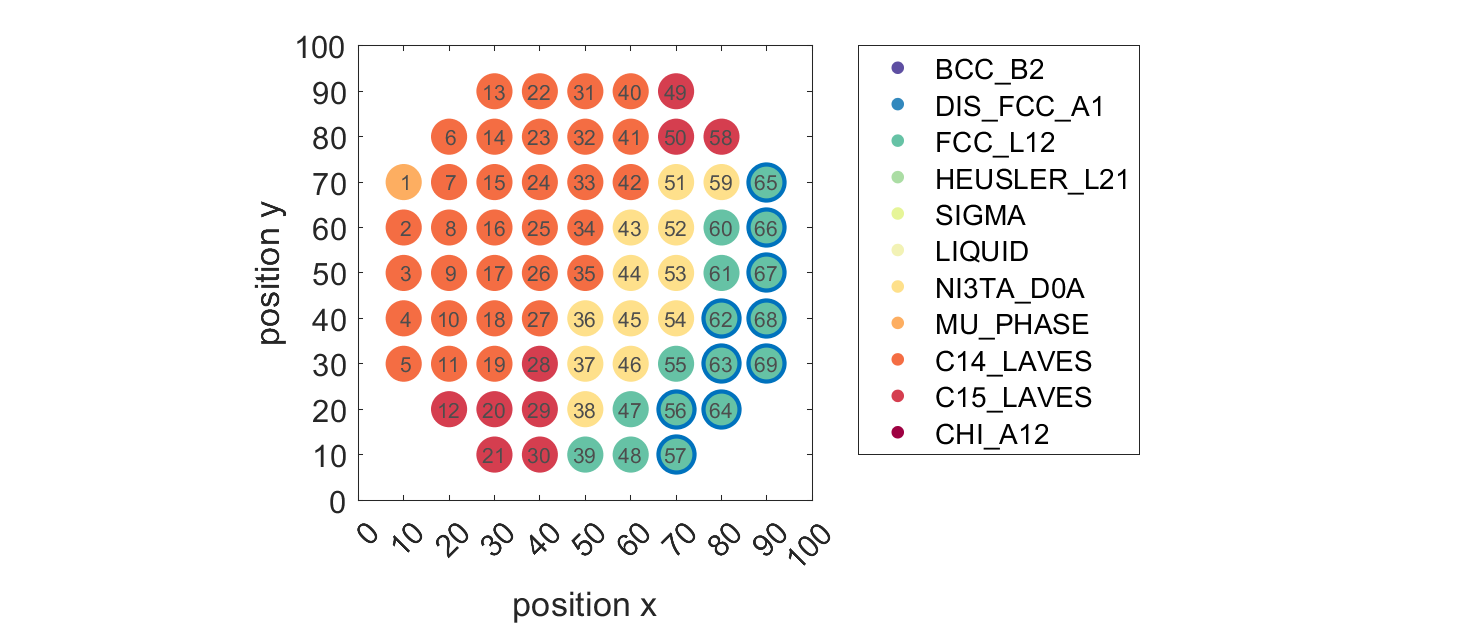 100
90
80
70
60
50
40
30
20
10
0
position y
13 22 31 40 49
6 14 23 32 41 50 58
1 7 15 24 33 42 51 59 65
2 8 16 25 34 43 52 60 66
3 9 17 26 35 44 53 61 67
4 10 18 27 36 45 54 62 68
5 11 19 28 37 46 55 63 69
12 20 29 38 47 56 64
21 30 39 48 57
0 10 20 30 40 50 60 70 80 90 100
position x
BCC_B2
DIS_FCC_A1
FCC_L12
HEUSLER_L21
SIGMA
LIQUID
NI3TA_D0A
MU_PHASE
C14_LAVES
C15_LAVES
CHI_A12